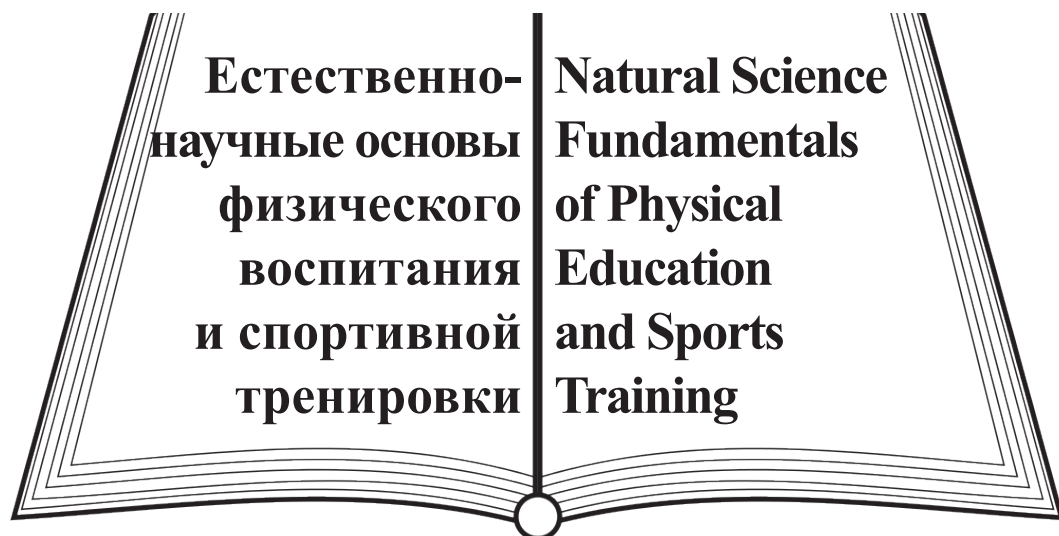 Естественно-
научные основы
физического
воспитания
и спортивной
тренировки
Natural Science
Fundamentals
of Physical
Education
and Sports
Training